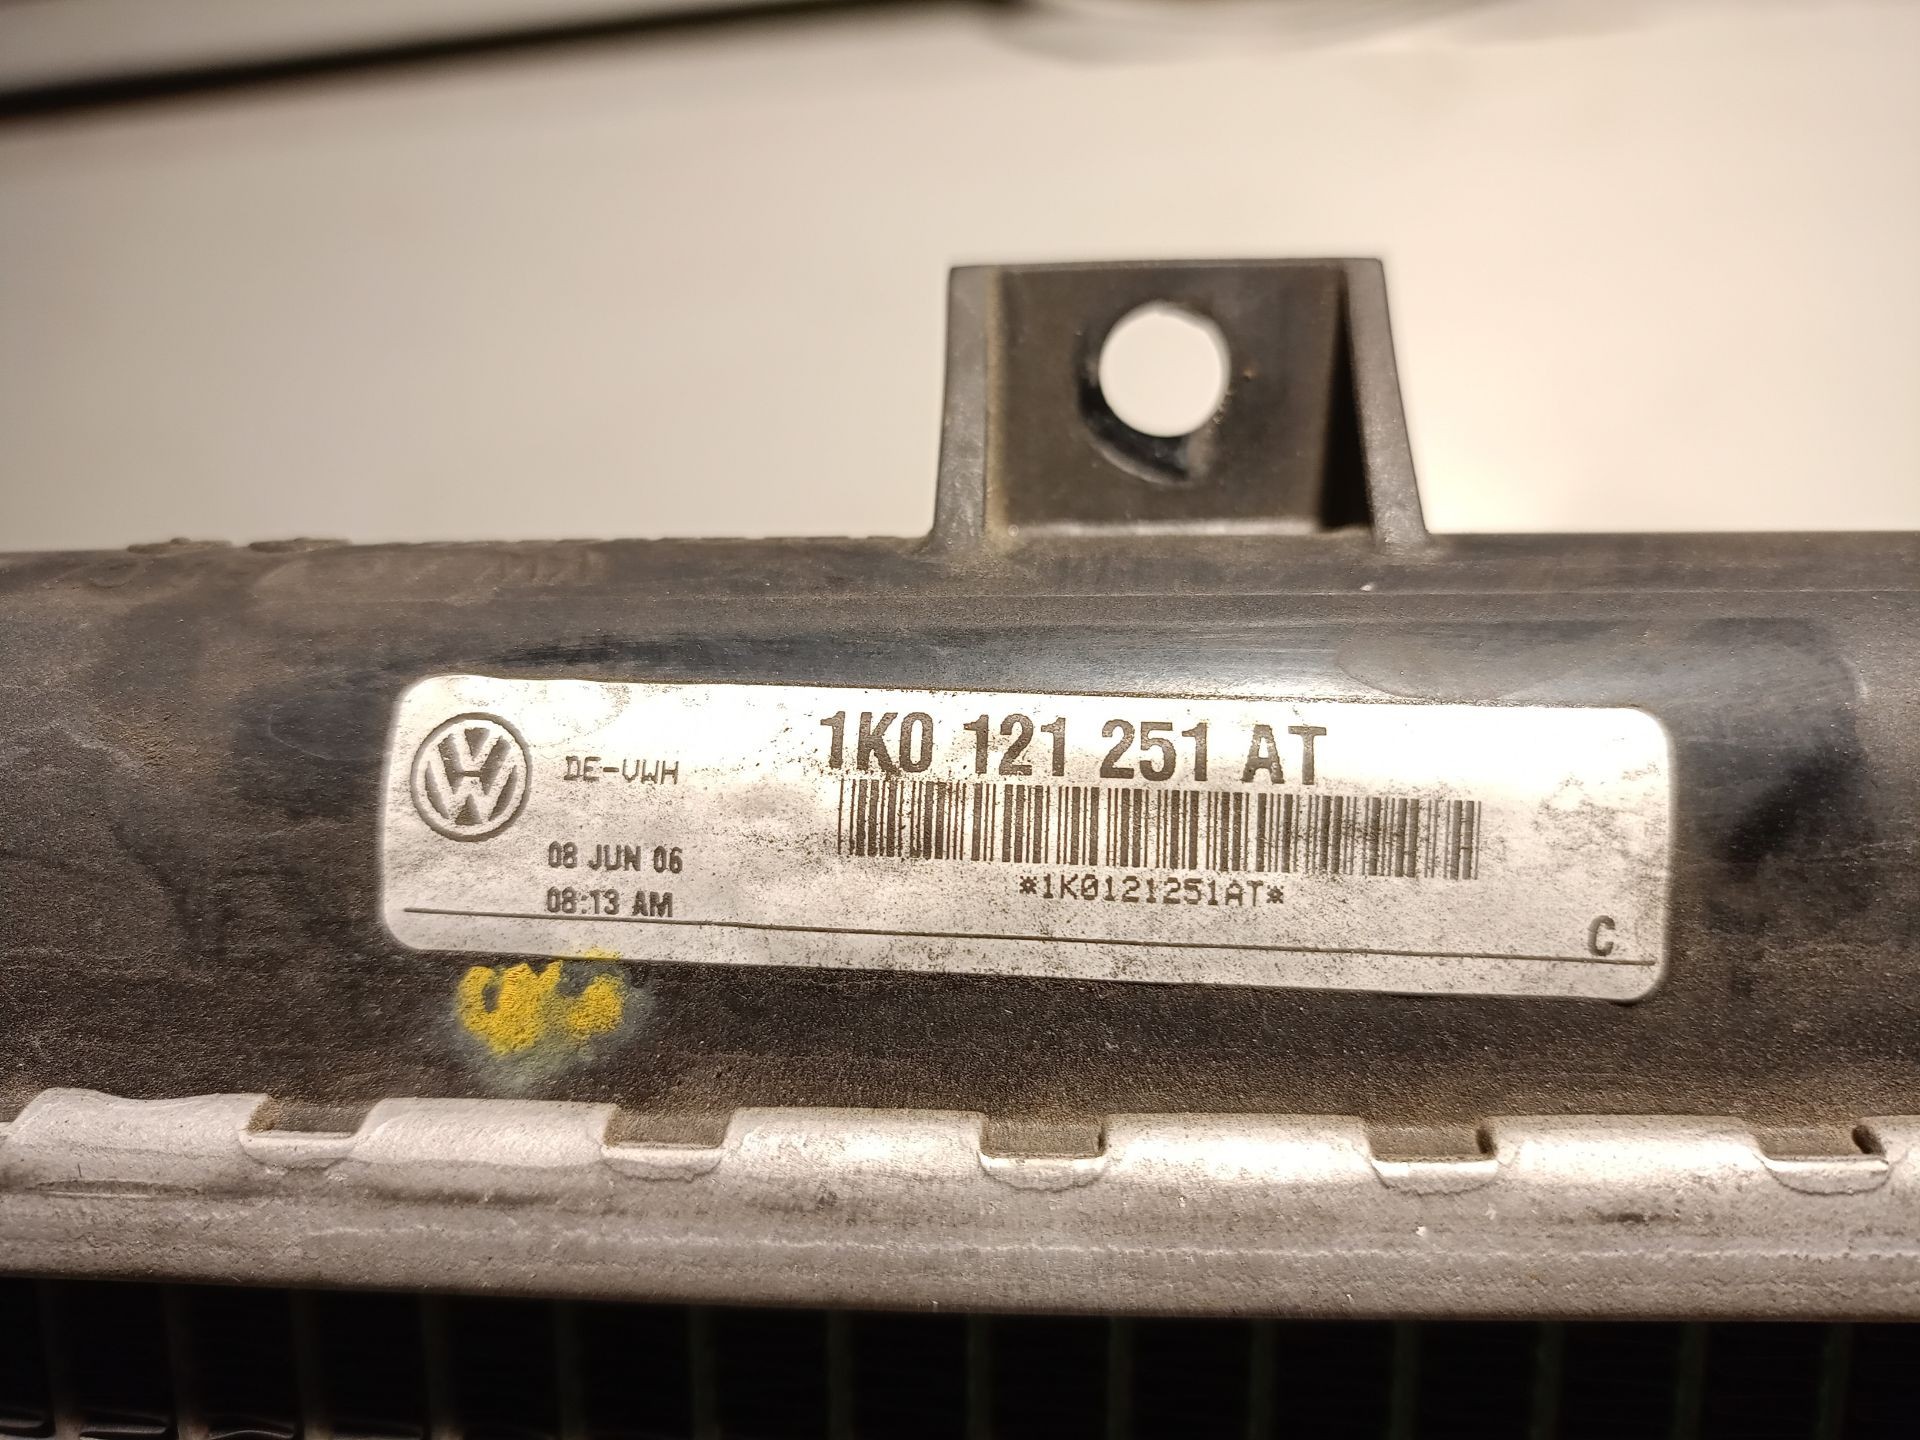 1K0 121 251 AT
DE-VWH
08 JUN 06
*1K0121251AT*
08:13 AM
C